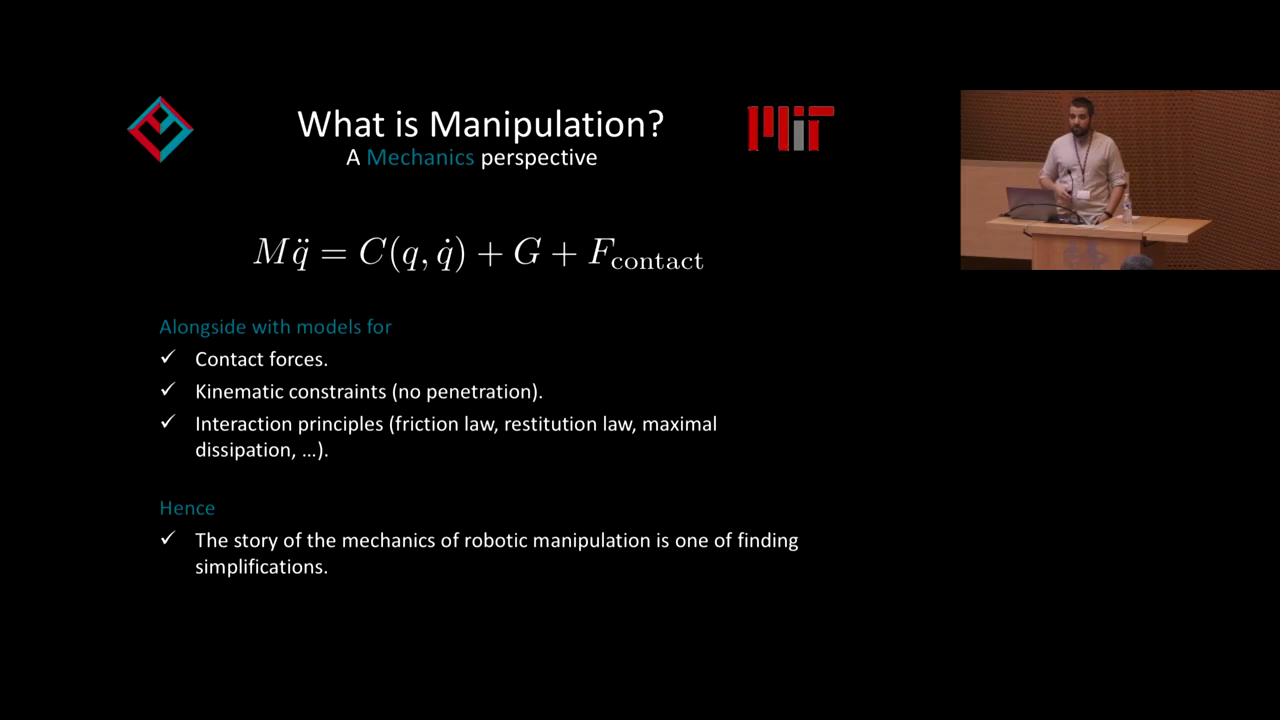 What is Manipulation?
A Mechanics perspective
MIT
Mq̈ = C(q, q̇) + G + F_contact
Alongside with models for
✓ Contact forces.
✓ Kinematic constraints (no penetration).
✓ Interaction principles (friction law, restitution law, maximal
dissipation, ...).
Hence
✓ The story of the mechanics of robotic manipulation is one of finding
simplifications.